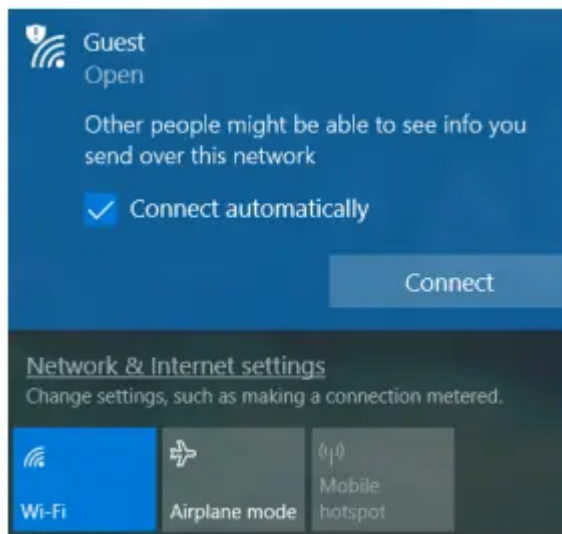 Guest
Open
Other people might be able to see info you
send over this network
Connect automatically
Connect
Network & Internet settings
Change settings, such as making a connection metered.
Wi-Fi
Airplane mode
Mobile
hotspot